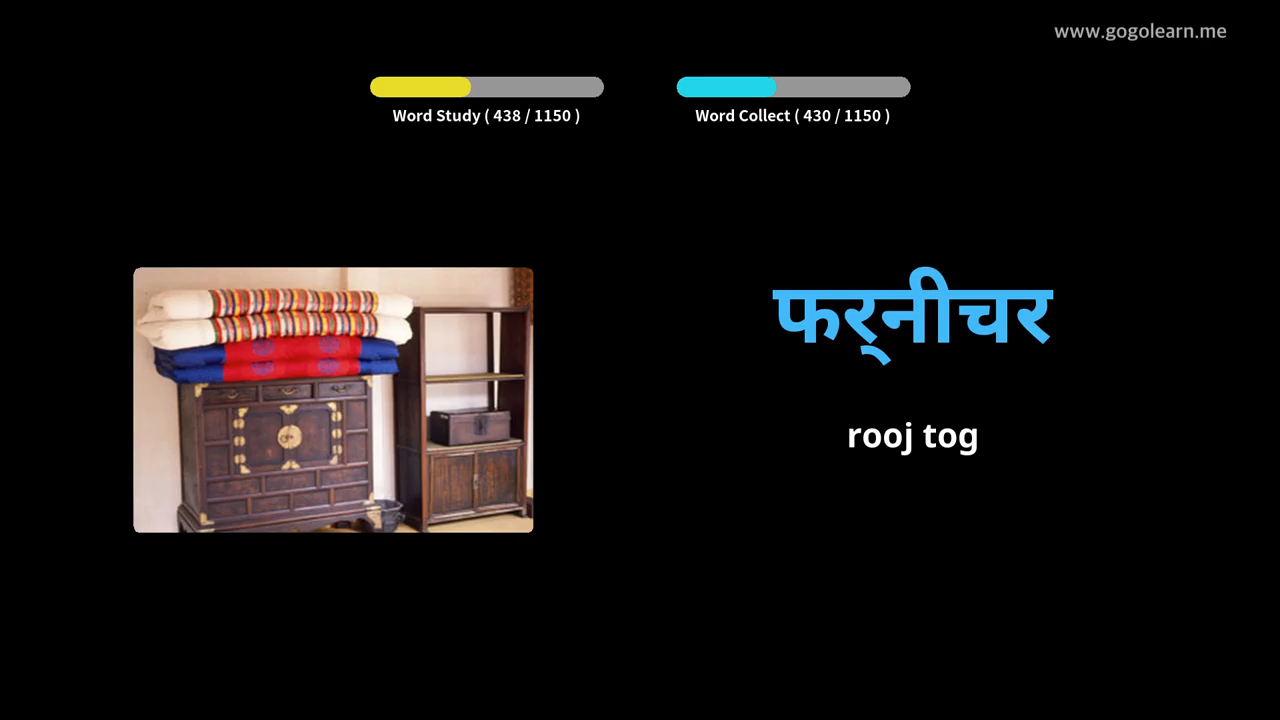 www.gogolearn.me
Word Study ( 438 / 1150 )
Word Collect ( 430 / 1150 )
फर्‌नीचर
rooj tog